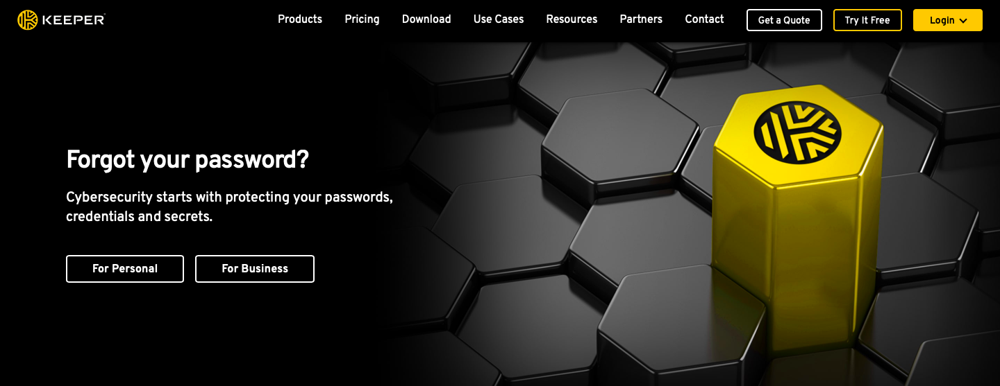 KEEPER
Products Pricing Download Use Cases Resources Partners Contact Get a Quote Try It Free Login
Forgot your password?
Cybersecurity starts with protecting your passwords,
credentials and secrets.
For Personal For Business